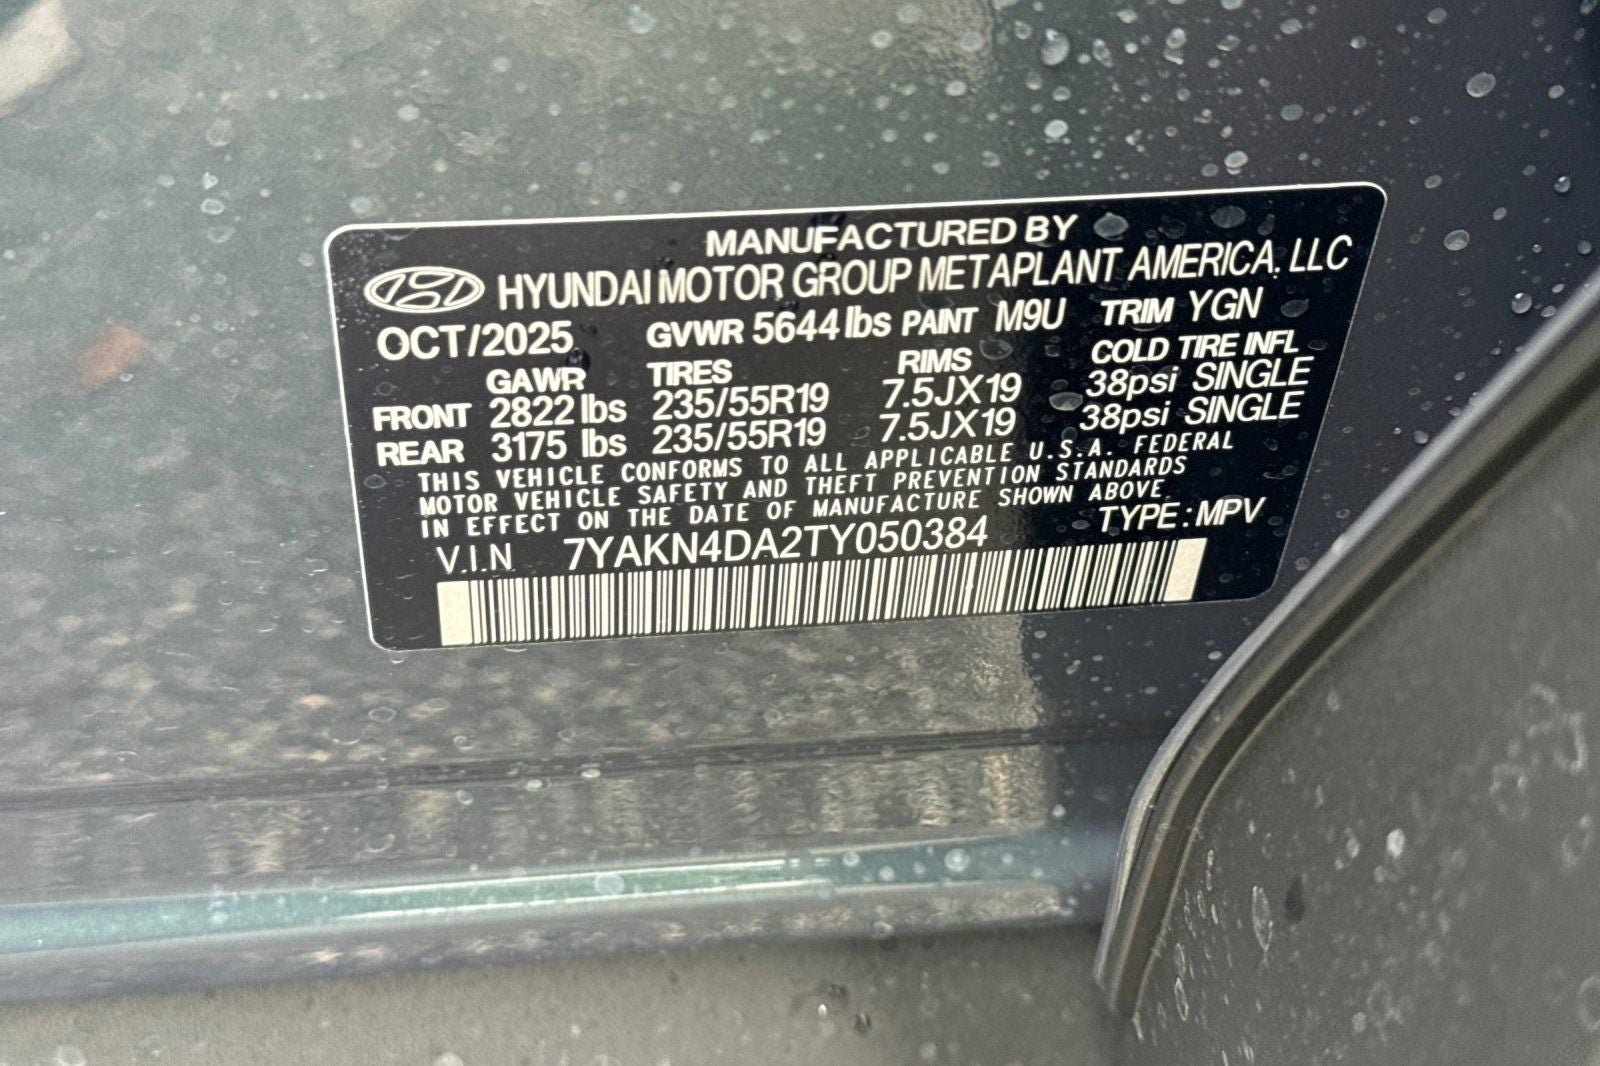 MANUFACTURED BY
HYUNDAI MOTOR GROUP METAPLANT AMERICA, LLC
OCT/2025 GVWR 5644 lbs PAINT M9U TRIM YGN
GAWR TIRES RIMS COLD TIRE INFL
FRONT 2822 lbs 235/55R19 7.5JX19 38psi SINGLE
REAR 3175 lbs 235/55R19 7.5JX19 38psi SINGLE
THIS VEHICLE CONFORMS TO ALL APPLICABLE U.S.A. FEDERAL
MOTOR VEHICLE SAFETY AND THEFT PREVENTION STANDARDS
IN EFFECT ON THE DATE OF MANUFACTURE SHOWN ABOVE.
V.I.N 7YAKN4DA2TY050384 TYPE: MPV